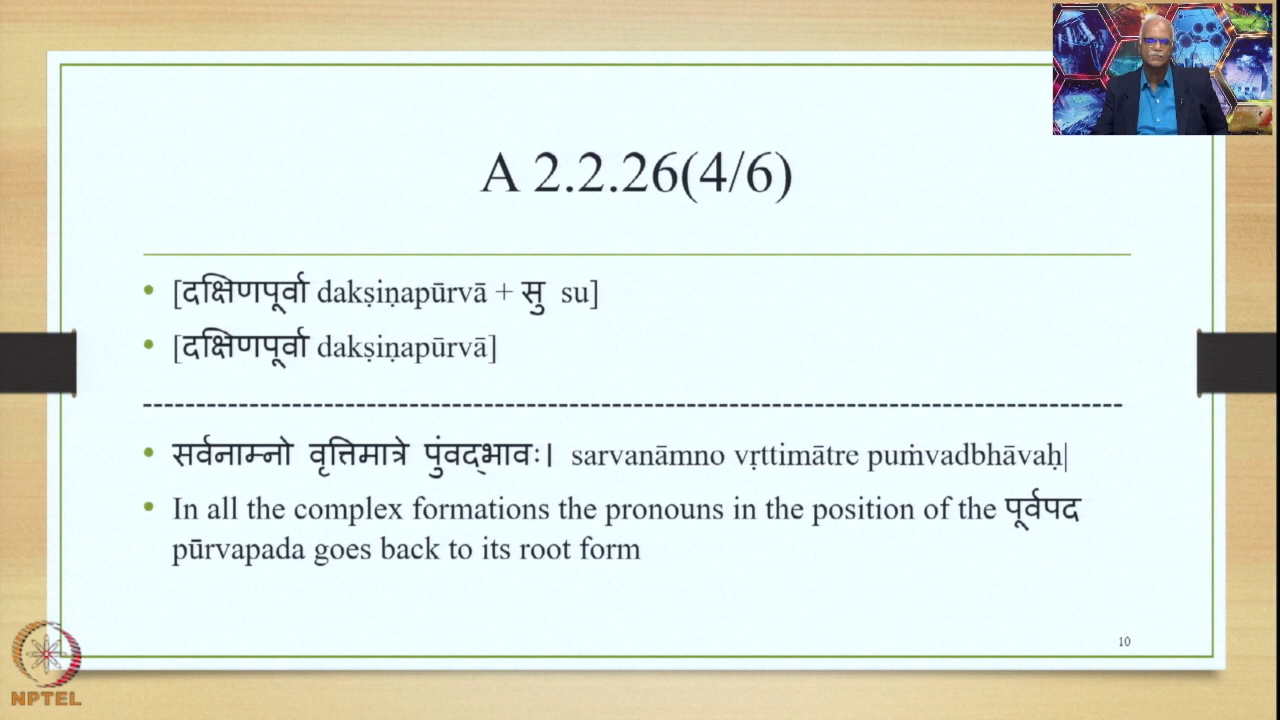 A 2.2.26(4/6)
[दक्षिणपूर्वा dakṣiṇapūrvā + सु su]
[दक्षिणपूर्वा dakṣiṇapūrvā]
सर्वनाम्नो वृत्तिमात्रे पुंवद्भावः। sarvanāmno vṛttimātre puṁvadbhāvaḥ|
In all the complex formations the pronouns in the position of the पूर्वपद
pūrvapada goes back to its root form
10
NPTEL